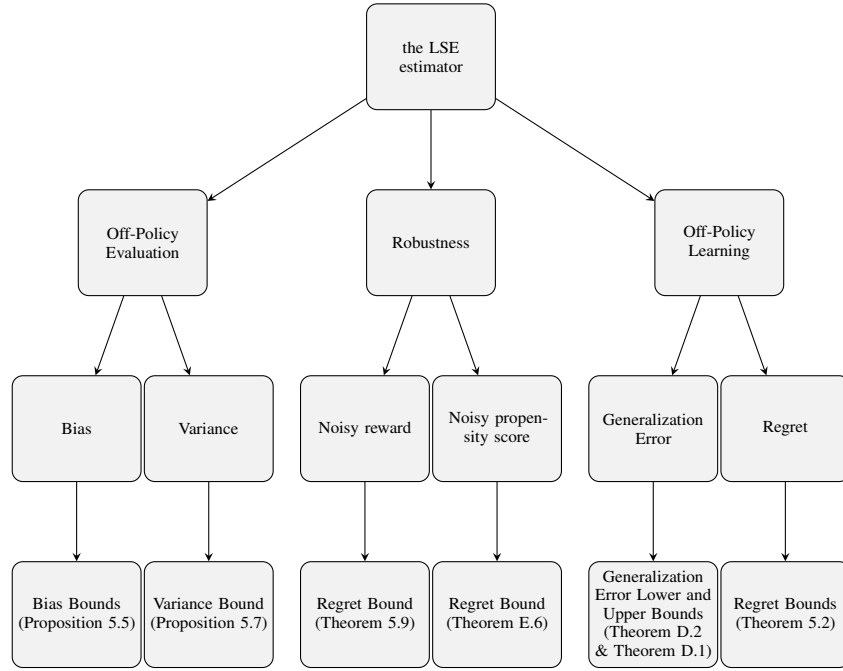 the LSE
estimator
Off-Policy
Evaluation
Robustness
Off-Policy
Learning
Bias
Variance
Noisy reward
Noisy propen-
sity score
Generalization
Error
Regret
Bias Bounds
(Proposition 5.5)
Variance Bound
(Proposition 5.7)
Regret Bound
(Theorem 5.9)
Regret Bound
(Theorem E.6)
Generalization
Error Lower and
Upper Bounds
(Theorem D.2
& Theorem D.1)
Regret Bounds
(Theorem 5.2)